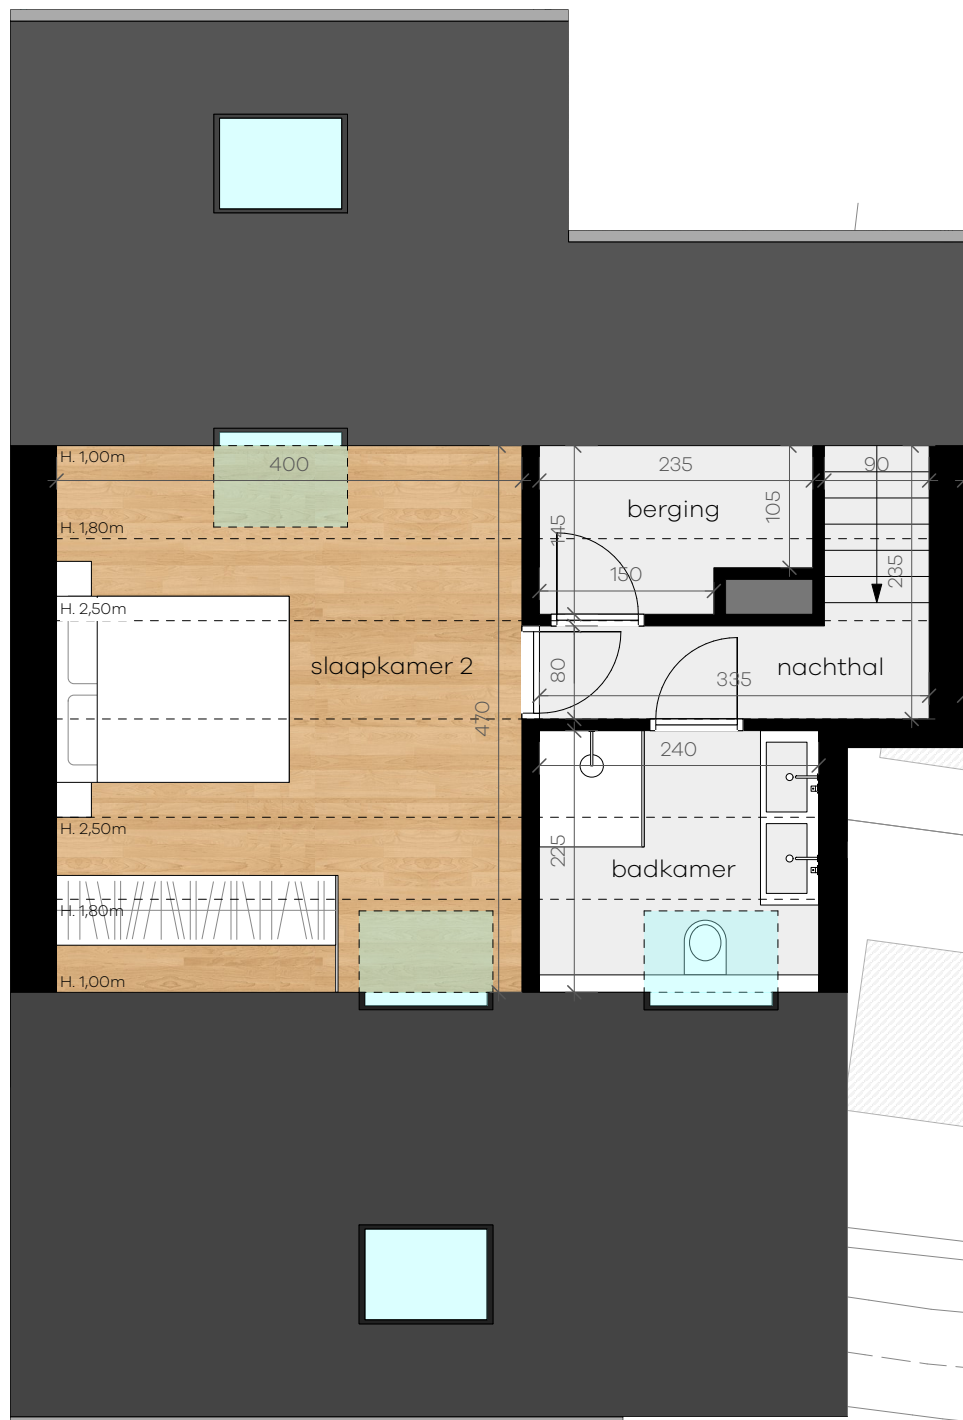 H. 1,00m
400
235
90
berging
105
H. 1,80m
145
150
235
H. 2,50m
slaapkamer 2
80
nachthal
335
470
240
H. 2,50m
225
badkamer
H. 1,80m
H. 1,00m